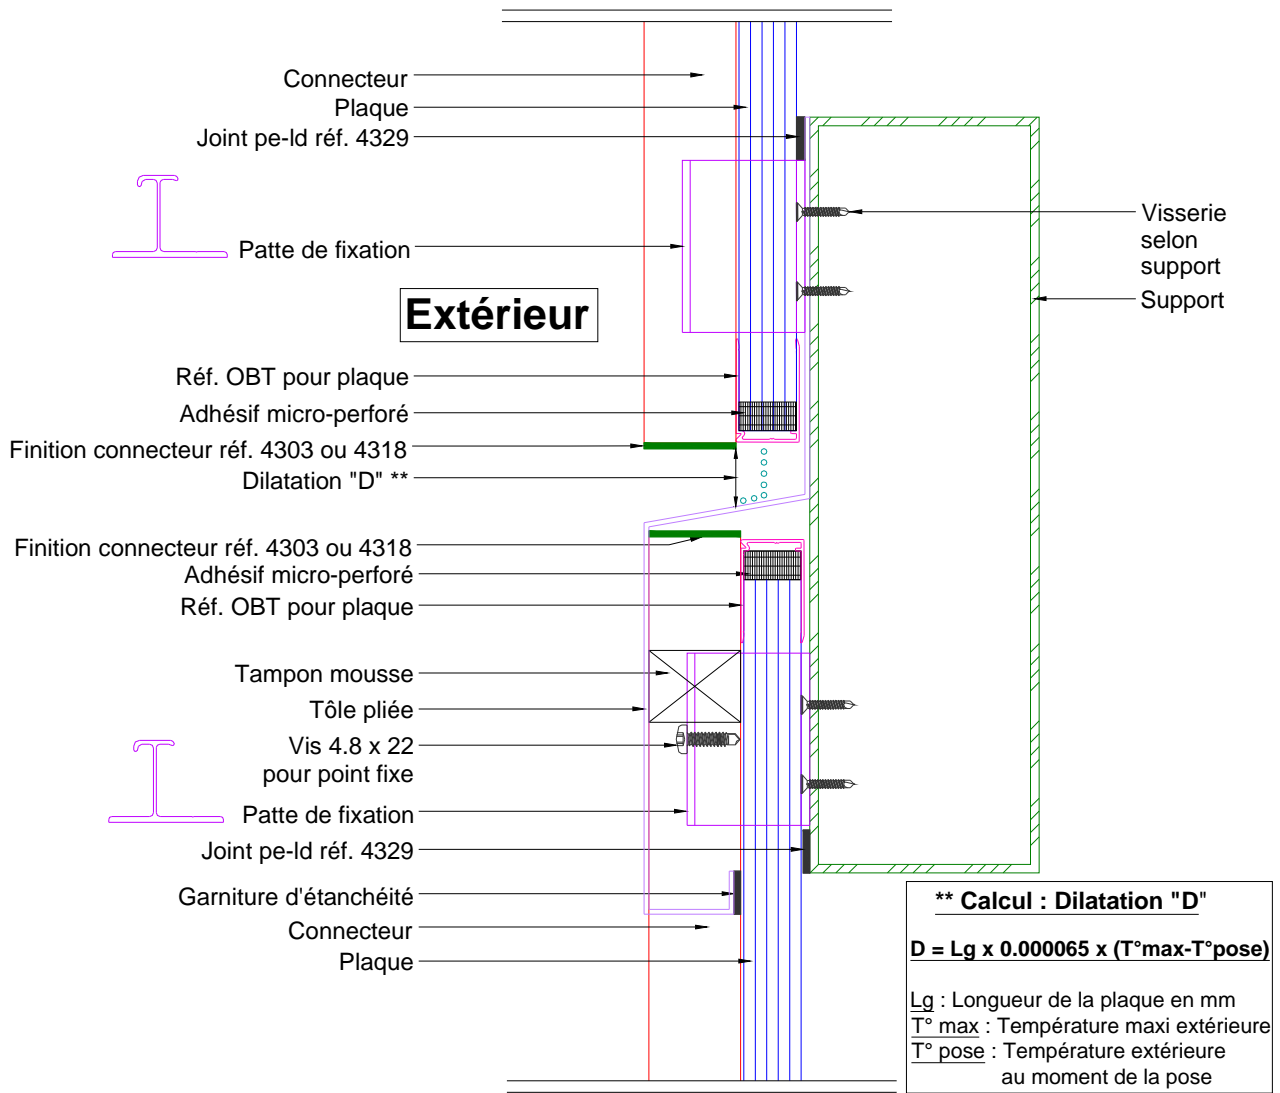 Connecteur
Plaque
Joint pe-ld réf. 4329
Patte de fixation
Visserie
selon
support
Support
Extérieur
Réf. OBT pour plaque
Adhésif micro-perforé
Finition connecteur réf. 4303 ou 4318
Dilatation "D" **
Finition connecteur réf. 4303 ou 4318
Adhésif micro-perforé
Réf. OBT pour plaque
Tampon mousse
Tôle pliée
Vis 4.8 x 22
pour point fixe
Patte de fixation
Joint pe-ld réf. 4329
Garniture d'étanchéité
Connecteur
Plaque
** Calcul : Dilatation "D"
D = Lg x 0.000065 x (T°max-T°pose)
Lg : Longueur de la plaque en mm
T° max : Température maxi extérieure
T° pose : Température extérieure
au moment de la pose